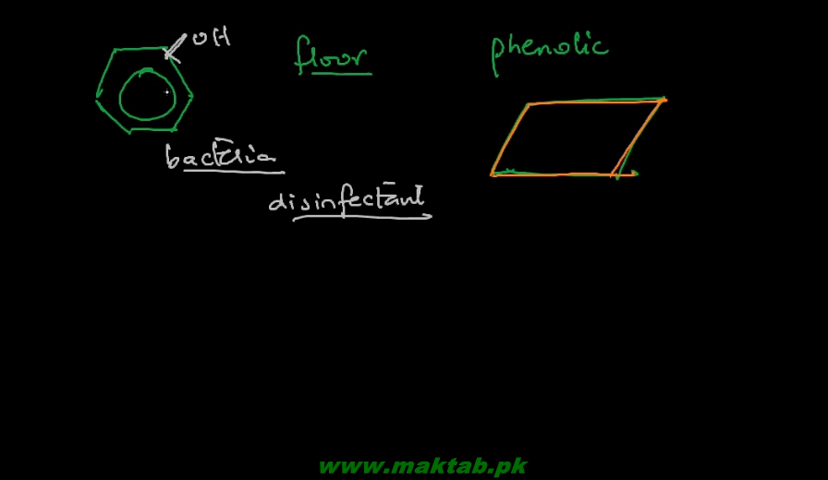 OH
floor
phenolic
bacteria
disinfectant
www.maktab.pk